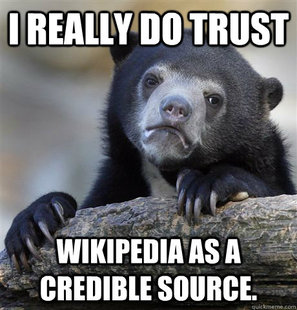 I REALLY DO TRUST
WIKIPEDIA AS A
CREDIBLE SOURCE.
quickmeme.com